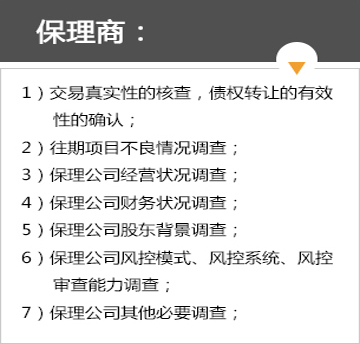 保理商：
1）交易真实性的核查，债权转让的有效
性的确认；
2）往期项目不良情况调查；
3）保理公司经营状况调查；
4）保理公司财务状况调查；
5）保理公司股东背景调查；
6）保理公司风控模式、风控系统、风控
审查能力调查；
7）保理公司其他必要调查；